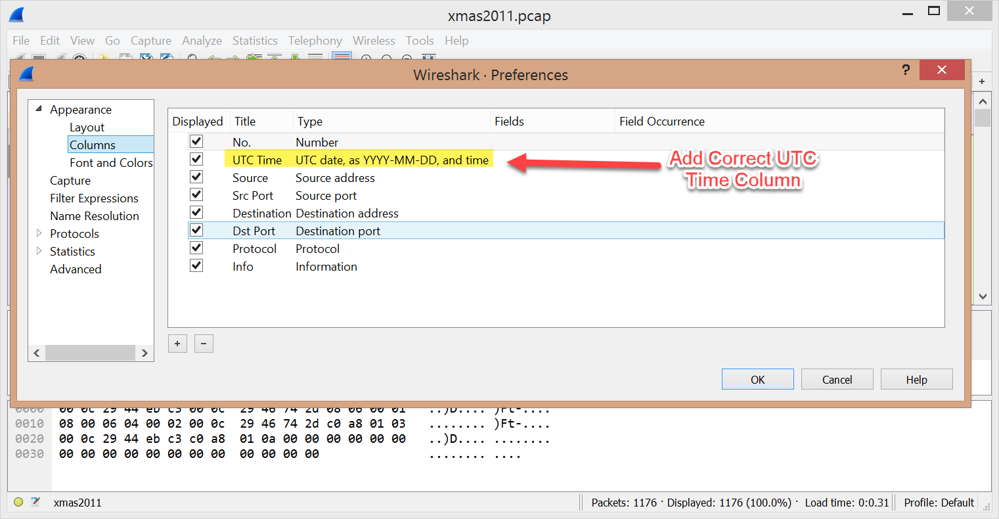 xmas2011.pcap
File Edit View Go Capture Analyze Statistics Telephony Wireless Tools Help
Wireshark · Preferences
?
+
Appearance
Layout
Columns
Font and Colors
Capture
Filter Expressions
Name Resolution
Protocols
Statistics
Advanced
Displayed Title Type Fields Field Occurrence
No. Number
UTC Time UTC date, as YYYY-MM-DD, and time
Source Source address
Src Port Source port
Destination Destination address
Dst Port Destination port
Protocol Protocol
Info Information
Add Correct UTC
Time Column
+ -
OK Cancel Help
0000 00 0c 29 44 eb c3 00 0c 29 46 74 2d 08 06 00 01 ..)D.... )Ft-....
0010 08 00 06 04 00 02 00 0c 29 46 74 2d c0 a8 01 03 ........ )Ft-....
0020 00 0c 29 44 eb c3 c0 a8 01 0a 00 00 00 00 00 00 ..)D.... ........
0030 00 00 00 00 00 00 00 00 00 00 00 00 ........ ....
xmas2011
Packets: 1176 · Displayed: 1176 (100.0%) · Load time: 0:0.31
Profile: Default